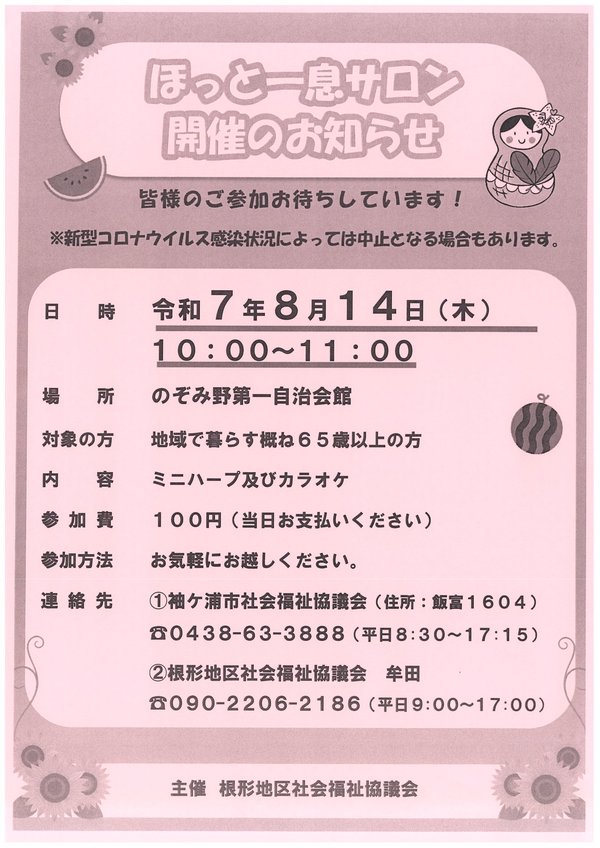 ほっと一息サロン
開催のお知らせ
皆様のご参加お待ちしています！
※新型コロナウイルス感染状況によっては中止となる場合もあります。
日時 令和７年８月１４日（木）
１０：００～１１：００
場所 のぞみ野第一自治会館
対象の方 地域で暮らす概ね６５歳以上の方
内容 ミニハープ及びカラオケ
参加費 １００円（当日お支払いください）
参加方法 お気軽にお越しください。
連絡先 ①袖ケ浦市社会福祉協議会（住所：飯富１６０４）
☎0438-63-3888（平日8:30～17:15）
②根形地区社会福祉協議会　牟田
☎090-2206-2186（平日9:00～17:00）
主催 根形地区社会福祉協議会